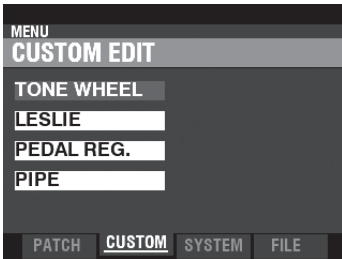 MENU
CUSTOM EDIT
TONE WHEEL
LESLIE
PEDAL REG.
PIPE
PATCH CUSTOM SYSTEM FILE